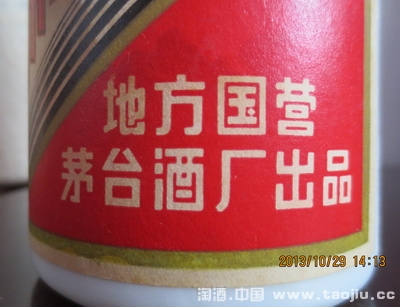 地方国营
茅台酒厂出品
2013/10/29 14:13
淘酒.中国 www.taojiu.cc